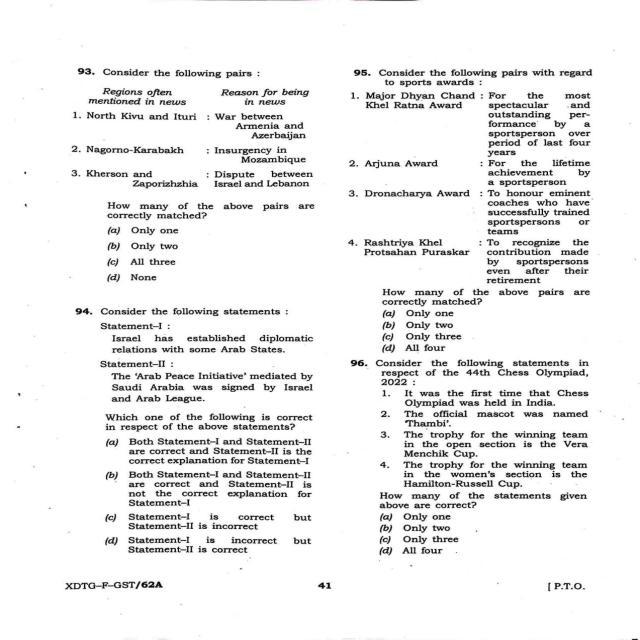 93. Consider the following pairs :
Regions often Reason for being
mentioned in news in news
1. North Kivu and Ituri : War between
Armenia and
Azerbaijan
2. Nagorno-Karabakh : Insurgency in
Mozambique
3. Kherson and : Dispute between
Zaporizhzhia Israel and Lebanon
How many of the above pairs are
correctly matched?
(a) Only one
(b) Only two
(c) All three
(d) None
94. Consider the following statements :
Statement–I :
Israel has established diplomatic
relations with some Arab States.
Statement–II :
The 'Arab Peace Initiative' mediated by
Saudi Arabia was signed by Israel
and Arab League.
Which one of the following is correct
in respect of the above statements?
(a) Both Statement–I and Statement–II
are correct and Statement–II is the
correct explanation for Statement–I
(b) Both Statement–I and Statement–II
are correct and Statement–II is
not the correct explanation for
Statement–I
(c) Statement–I is correct but
Statement–II is incorrect
(d) Statement–I is incorrect but
Statement–II is correct
95. Consider the following pairs with regard
to sports awards :
1. Major Dhyan Chand : For the most
Khel Ratna Award spectacular and
outstanding per-
formance by a
sportsperson over
period of last four
years
2. Arjuna Award : For the lifetime
achievement by
a sportsperson
3. Dronacharya Award : To honour eminent
coaches who have
successfully trained
sportspersons or
teams
4. Rashtriya Khel : To recognize the
Protsahan Puraskar contribution made
by sportspersons
even after their
retirement
How many of the above pairs are
correctly matched?
(a) Only one
(b) Only two
(c) Only three
(d) All four
96. Consider the following statements in
respect of the 44th Chess Olympiad,
2022 :
1. It was the first time that Chess
Olympiad was held in India.
2. The official mascot was named
'Thambi'.
3. The trophy for the winning team
in the open section is the Vera
Menchik Cup.
4. The trophy for the winning team
in the women's section is the
Hamilton-Russell Cup.
How many of the statements given
above are correct?
(a) Only one
(b) Only two
(c) Only three
(d) All four
XDTG–F–GST/62A 41 [ P.T.O.